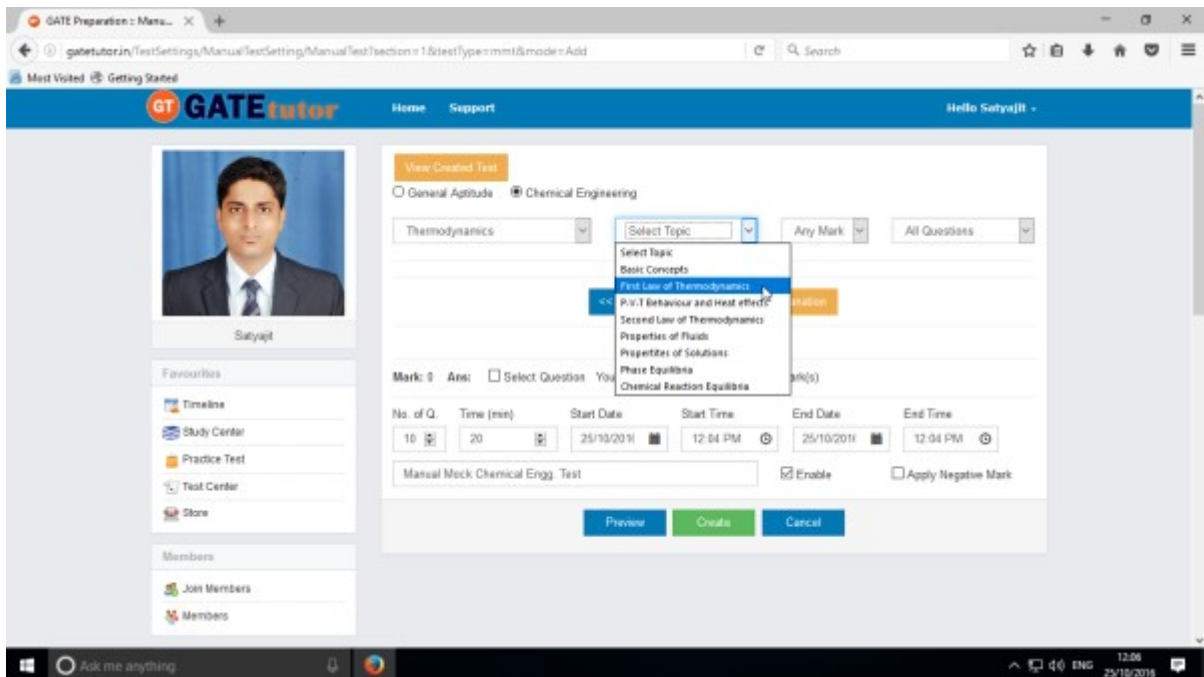 GATE Preparation :: Manu...
gatetutor.in/TestSettings/ManualTestSetting/ManualTest?section=1&testType=mmt&mode=Add
Search
Most Visited Getting Started
GT GATEtutor Home Support Hello Satyajit
View Created Test
General Aptitude Chemical Engineering
Thermodynamics Select Topic Any Mark All Questions
Select Topic
Basic Concepts
First Law of Thermodynamics
P-V-T Behaviour and Heat effects
Second Law of Thermodynamics
Properties of Fluids
Propertites of Solutions
Phase Equilibria
Chemical Reaction Equilibria
<<
Satyajit
Favourites
Timeline
Study Center
Practice Test
Test Center
Store
Members
Join Members
Members
Mark: 0 Ans: Select Question You
No. of Q. Time (min) Start Date Start Time End Date End Time
10 20 25/10/201 12:04 PM 25/10/201 12:04 PM
Manual Mock Chemical Engg. Test Enable Apply Negative Mark
Preview Create Cancel
Ask me anything
ENG 12:06
25/10/2016